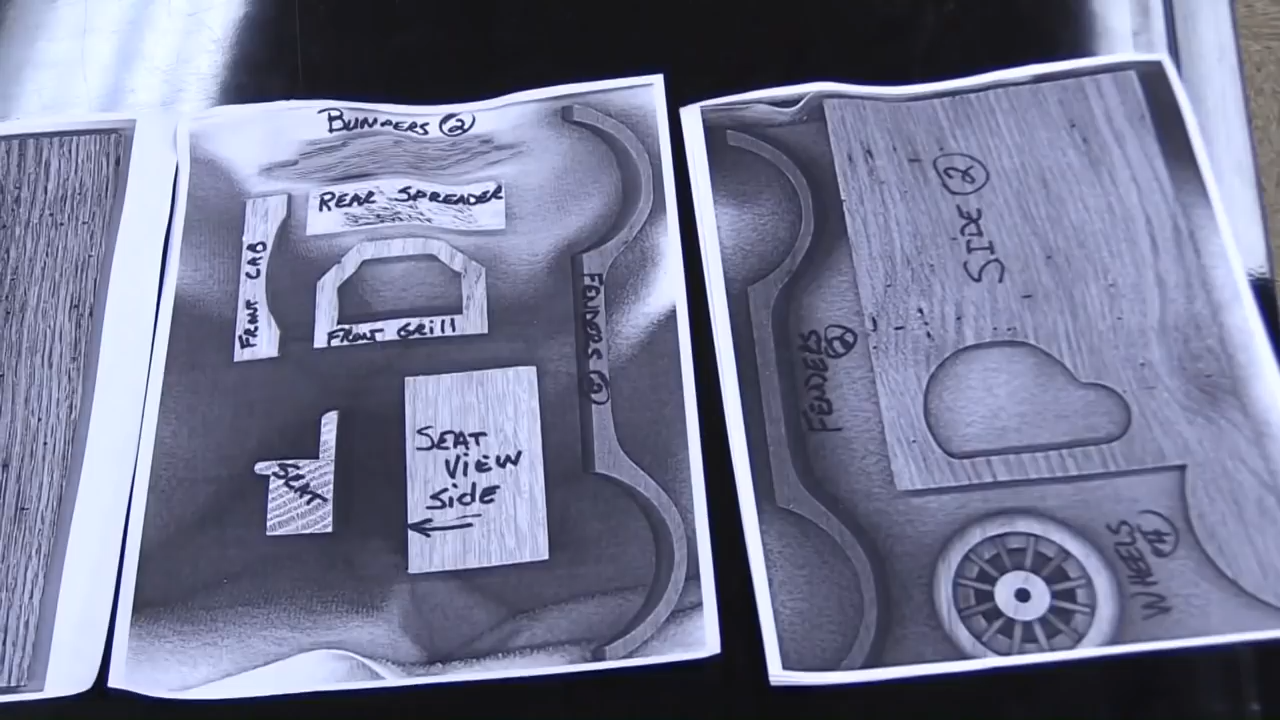 BUMPERS (2)
REAR SPREADER
FRONT CAB
FRONT GRILL
FENDERS (2)
SEAT
SEAT
VIEW
SIDE
SIDE (2)
FENDERS
(2)
WHEELS
(4)